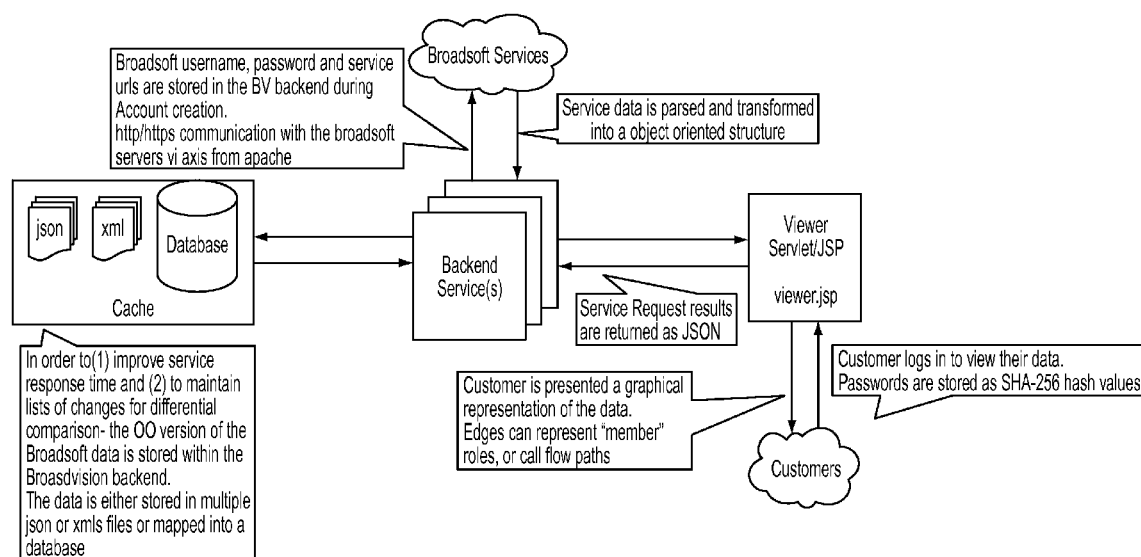 Broadsoft Services
Broadsoft username, password and service
urls are stored in the BV backend during
Account creation.
http/https communication with the broadsoft
servers vi axis from apache
Service data is parsed and transformed
into a object oriented structure
json
xml
Database
Cache
Backend
Service(s)
Viewer
Servlet/JSP
viewer.jsp
Service Request results
are returned as JSON
In order to(1) improve service
response time and (2) to maintain
lists of changes for differential
comparison- the OO version of the
Broadsoft data is stored within the
Broasdvision backend.
The data is either stored in multiple
json or xmls files or mapped into a
database
Customer is presented a graphical
representation of the data.
Edges can represent “member”
roles, or call flow paths
Customer logs in to view their data.
Passwords are stored as SHA-256 hash values
Customers